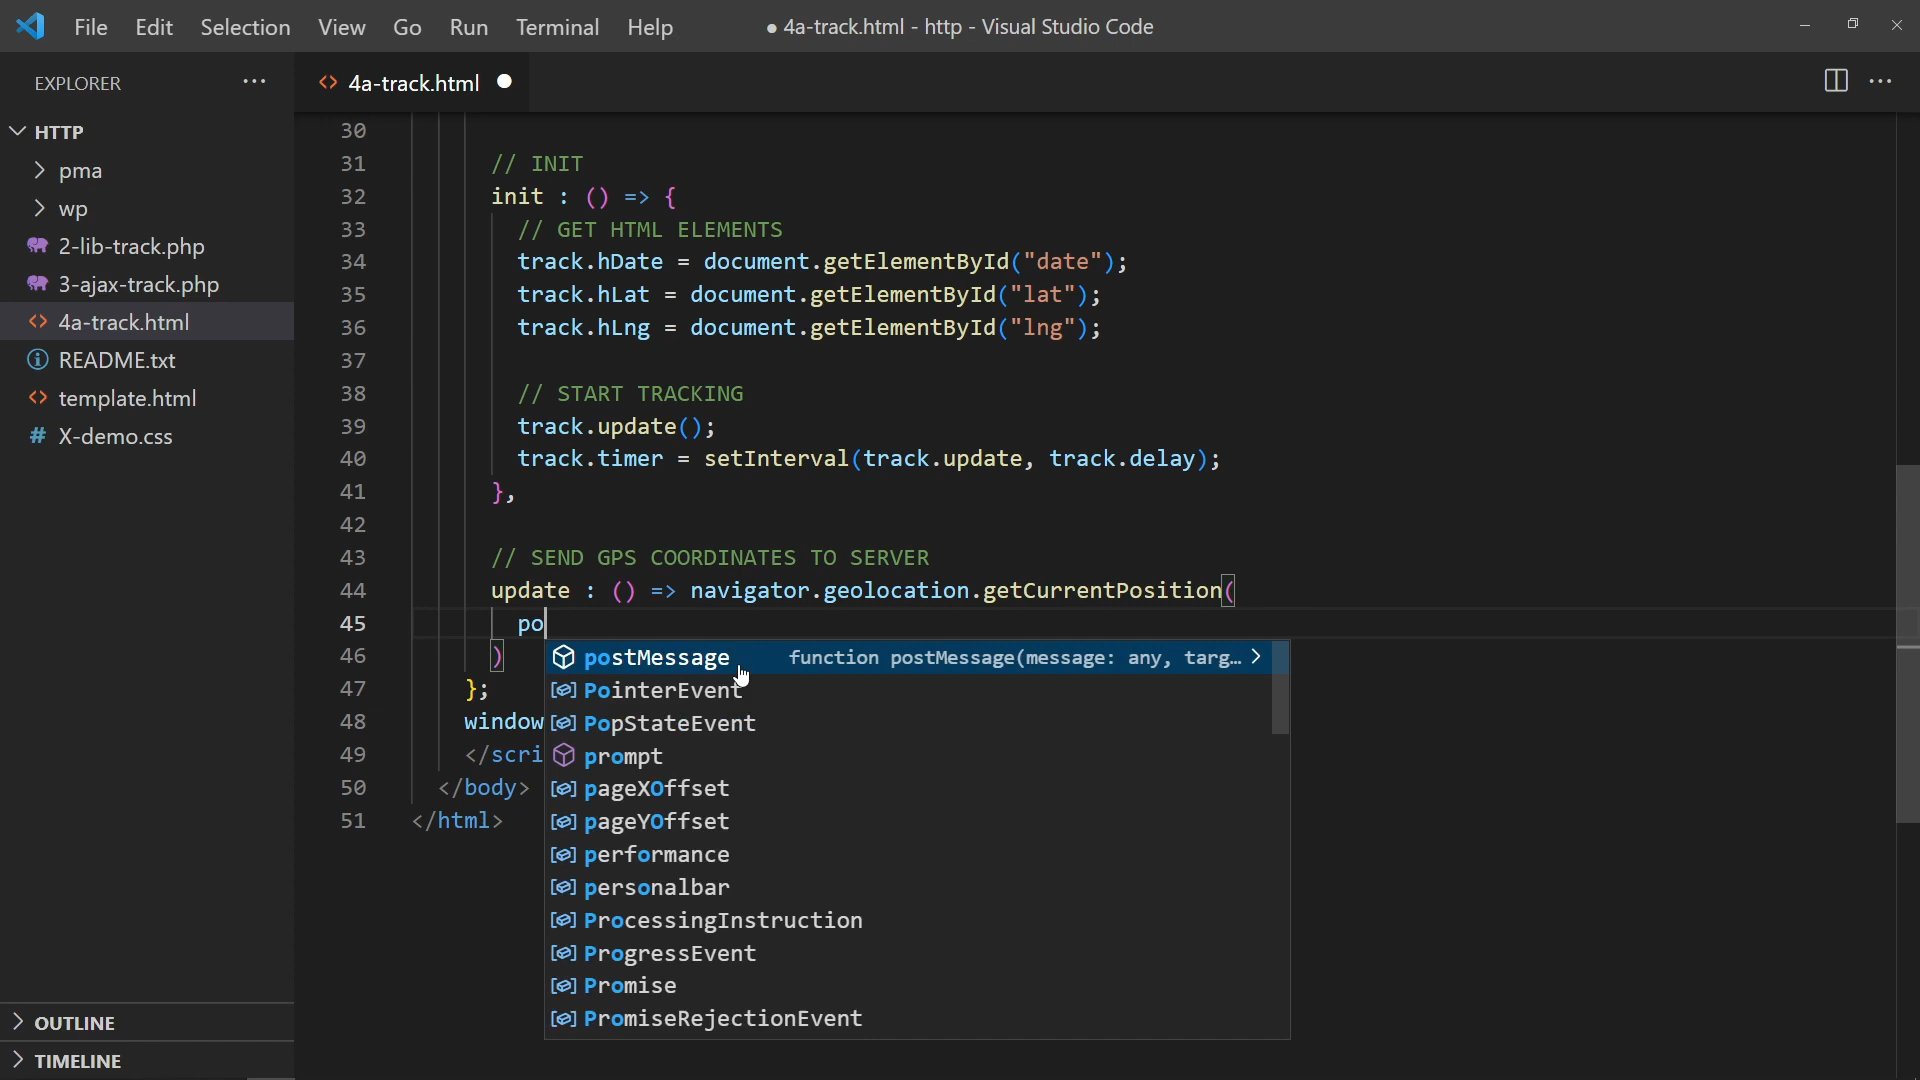 File Edit Selection View Go Run Terminal Help ● 4a-track.html - http - Visual Studio Code
EXPLORER ···
4a-track.html
HTTP
pma
wp
2-lib-track.php
3-ajax-track.php
4a-track.html
README.txt
template.html
# X-demo.css
OUTLINE
TIMELINE
30
31 // INIT
32 init : () => {
33 // GET HTML ELEMENTS
34 track.hDate = document.getElementById("date");
35 track.hLat = document.getElementById("lat");
36 track.hLng = document.getElementById("lng");
37
38 // START TRACKING
39 track.update();
40 track.timer = setInterval(track.update, track.delay);
41 },
42
43 // SEND GPS COORDINATES TO SERVER
44 update : () => navigator.geolocation.getCurrentPosition(
45 po
46 )
47 };
48 window
49 </scri
50 </body>
51 </html>
postMessage function postMessage(message: any, targ…
PointerEvent
PopStateEvent
prompt
pageXOffset
pageYOffset
performance
personalbar
ProcessingInstruction
ProgressEvent
Promise
PromiseRejectionEvent